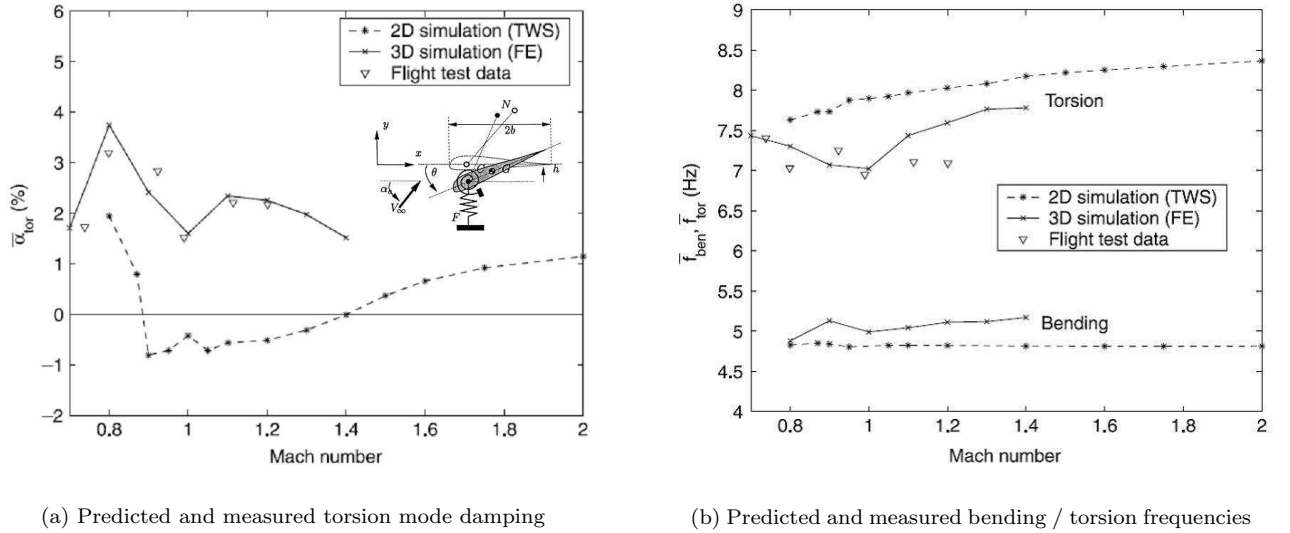 6
5
4
3
2
1
0
−1
−2
α̅tor (%)
0.8
1
1.2
1.4
1.6
1.8
2
Mach number
2D simulation (TWS)
3D simulation (FE)
Flight test data
N
y
2b
x
θ
C
G
h
α
V∞
F
(a) Predicted and measured torsion mode damping
9
8.5
8
7.5
7
6.5
6
5.5
5
4.5
4
f̅ben, f̅tor (Hz)
0.8
1
1.2
1.4
1.6
1.8
2
Mach number
Torsion
2D simulation (TWS)
3D simulation (FE)
Flight test data
Bending
(b) Predicted and measured bending / torsion frequencies